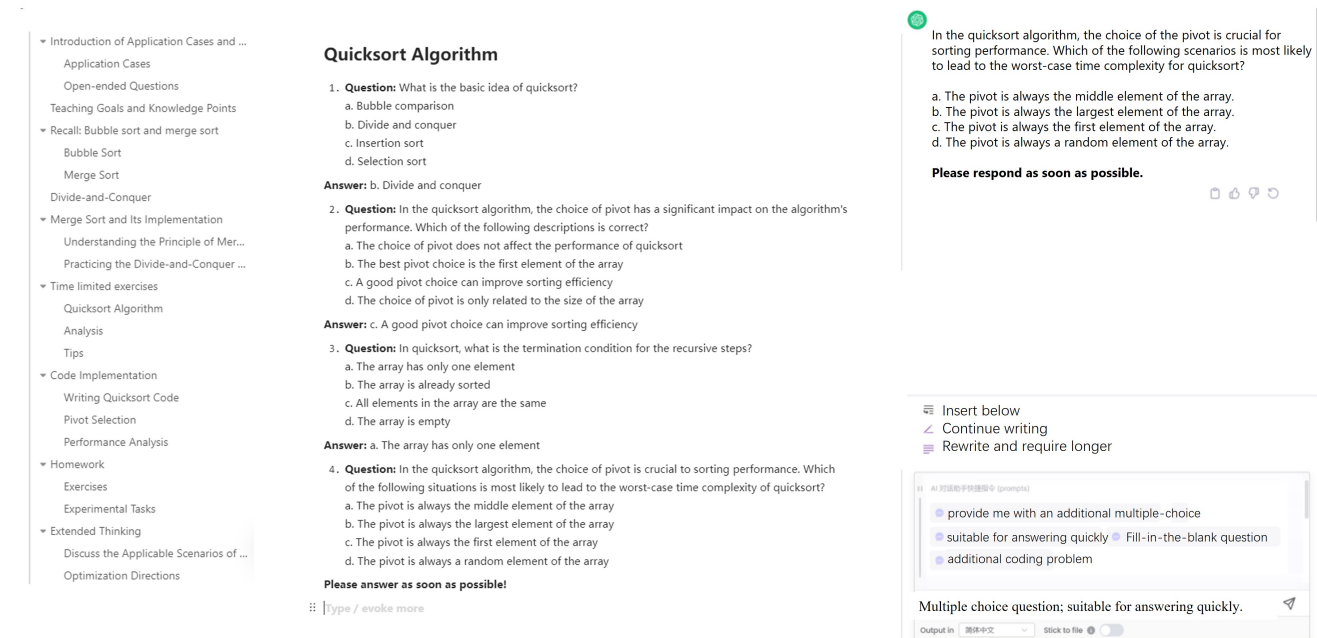 Introduction of Application Cases and ...
Application Cases
Open-ended Questions
Teaching Goals and Knowledge Points
Recall: Bubble sort and merge sort
Bubble Sort
Merge Sort
Divide-and-Conquer
Merge Sort and Its Implementation
Understanding the Principle of Mer...
Practicing the Divide-and-Conquer ...
Time limited exercises
Quicksort Algorithm
Analysis
Tips
Code Implementation
Writing Quicksort Code
Pivot Selection
Performance Analysis
Homework
Exercises
Experimental Tasks
Extended Thinking
Discuss the Applicable Scenarios of ...
Optimization Directions
Quicksort Algorithm
1. Question: What is the basic idea of quicksort?
a. Bubble comparison
b. Divide and conquer
c. Insertion sort
d. Selection sort
Answer: b. Divide and conquer
2. Question: In the quicksort algorithm, the choice of pivot has a significant impact on the algorithm's
performance. Which of the following descriptions is correct?
a. The choice of pivot does not affect the performance of quicksort
b. The best pivot choice is the first element of the array
c. A good pivot choice can improve sorting efficiency
d. The choice of pivot is only related to the size of the array
Answer: c. A good pivot choice can improve sorting efficiency
3. Question: In quicksort, what is the termination condition for the recursive steps?
a. The array has only one element
b. The array is already sorted
c. All elements in the array are the same
d. The array is empty
Answer: a. The array has only one element
4. Question: In the quicksort algorithm, the choice of pivot is crucial to sorting performance. Which
of the following situations is most likely to lead to the worst-case time complexity of quicksort?
a. The pivot is always the middle element of the array
b. The pivot is always the largest element of the array
c. The pivot is always the first element of the array
d. The pivot is always a random element of the array
Please answer as soon as possible!
Type / evoke more
In the quicksort algorithm, the choice of the pivot is crucial for
sorting performance. Which of the following scenarios is most likely
to lead to the worst-case time complexity for quicksort?
a. The pivot is always the middle element of the array.
b. The pivot is always the largest element of the array.
c. The pivot is always the first element of the array.
d. The pivot is always a random element of the array.
Please respond as soon as possible.
Insert below
Continue writing
Rewrite and require longer
AI 对话助手快捷指令 (prompts)
provide me with an additional multiple-choice
suitable for answering quickly Fill-in-the-blank question
additional coding problem
Multiple choice question; suitable for answering quickly.
Output in 简体中文 Stick to file